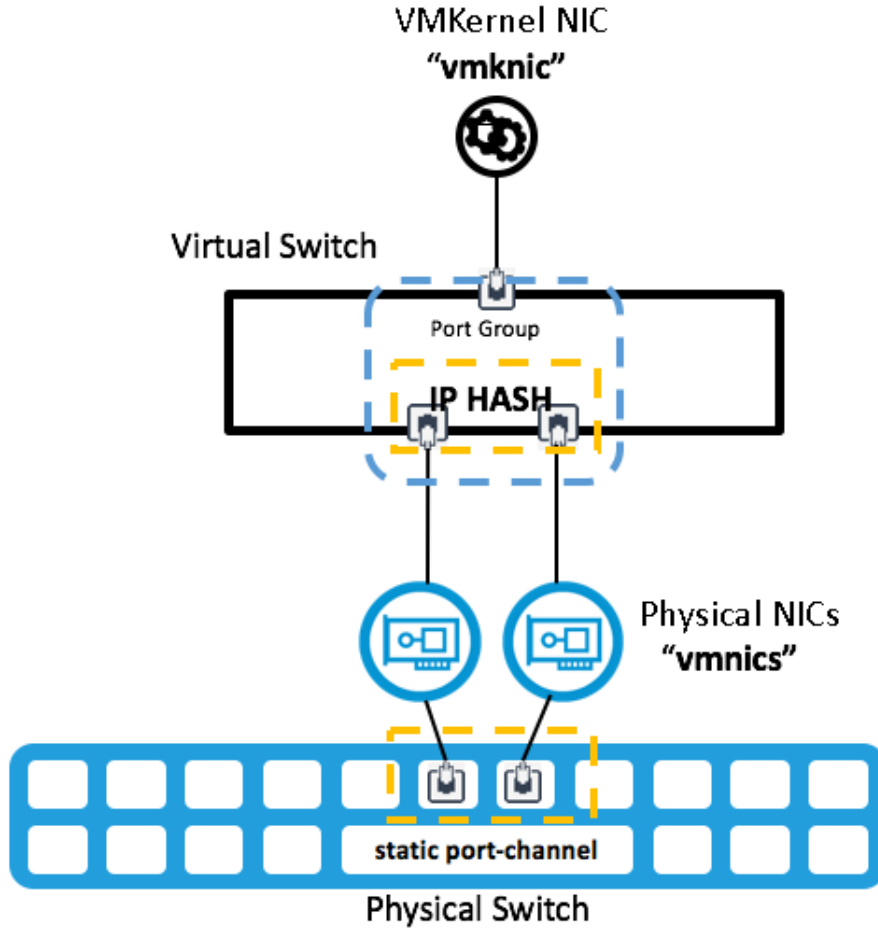 VMKernel NIC
“vmknic”
Virtual Switch
Port Group
IP HASH
Physical NICs
“vmnics”
static port-channel
Physical Switch